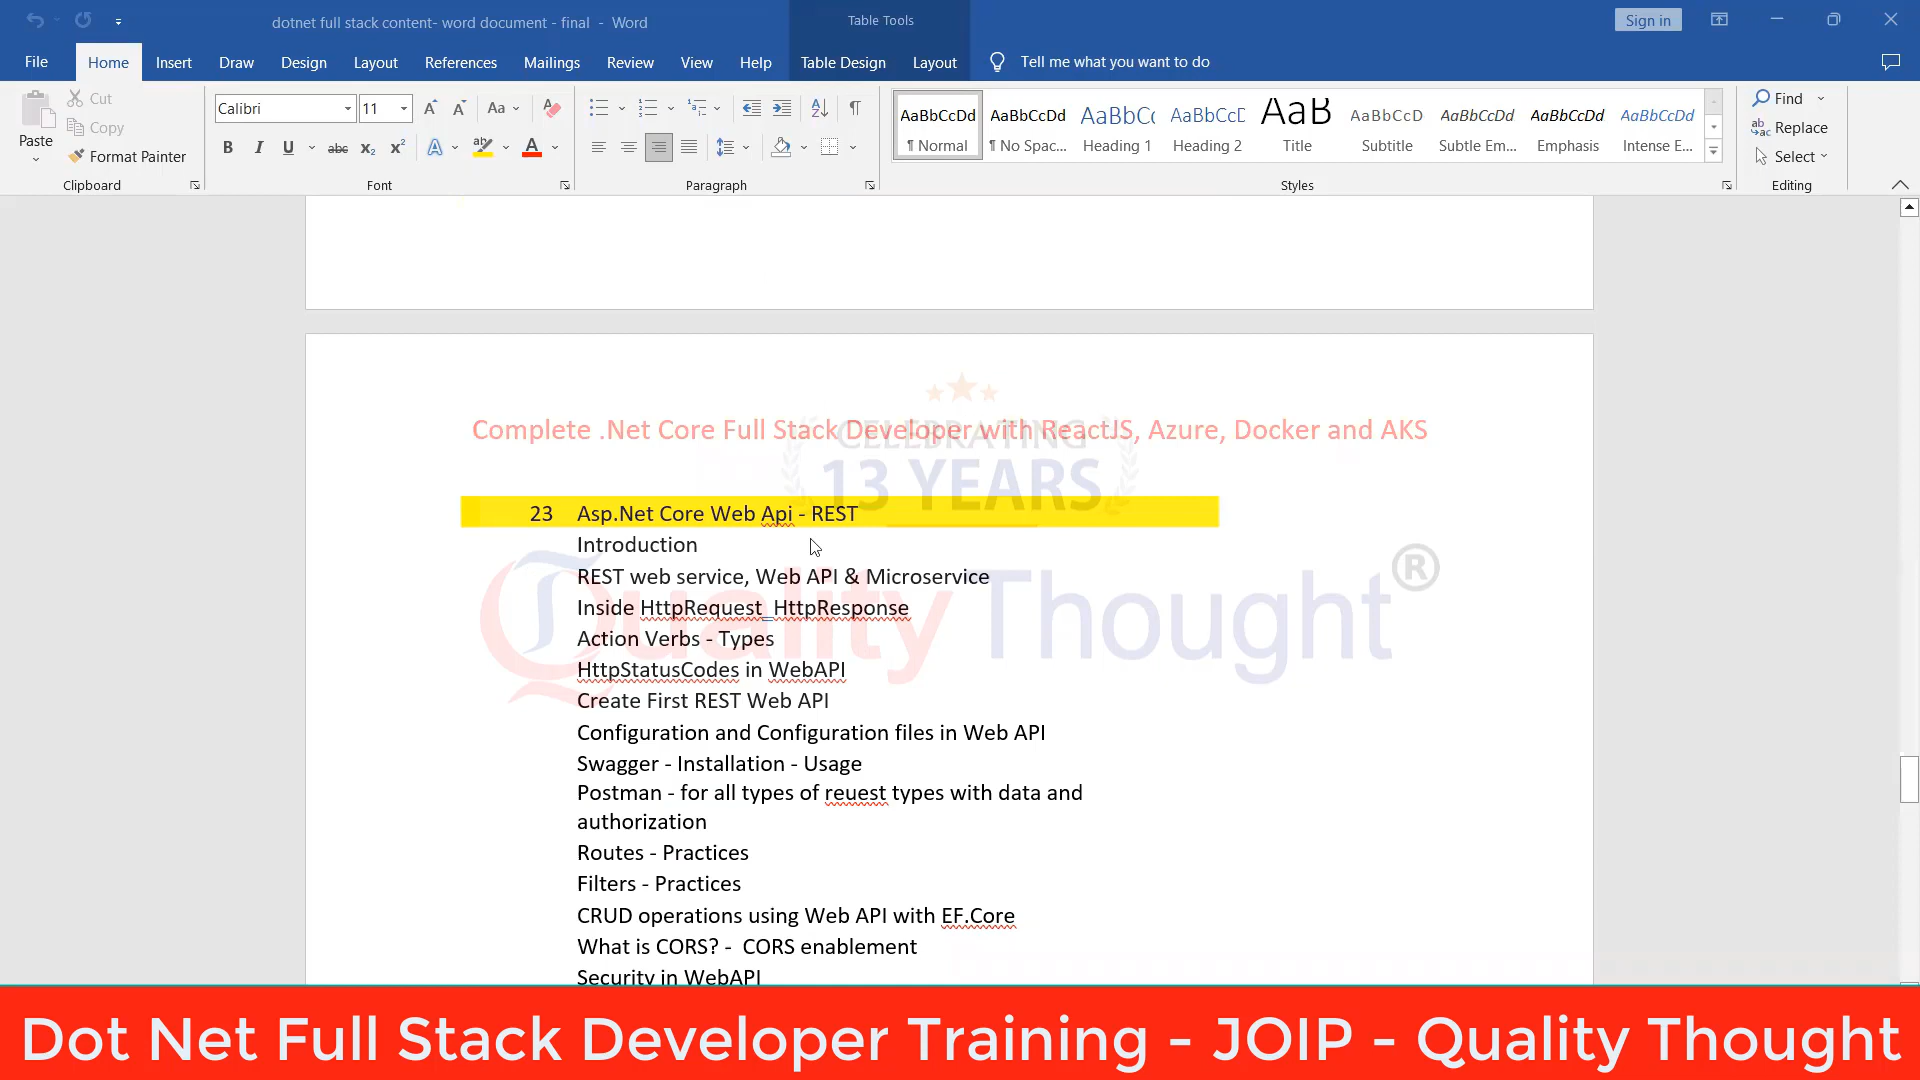 dotnet full stack content- word document - final - Word
Table Tools
Sign in
File
Home
Insert
Draw
Design
Layout
References
Mailings
Review
View
Help
Table Design
Layout
Tell me what you want to do
Paste
Cut
Copy
Format Painter
Clipboard
Calibri
11
Font
Paragraph
AaBbCcDd
¶ Normal
AaBbCcDd
¶ No Spac...
AaBbCc
Heading 1
AaBbCcD
Heading 2
AaB
Title
AaBbCcD
Subtitle
AaBbCcDd
Subtle Em...
AaBbCcDd
Emphasis
AaBbCcDd
Intense E...
Styles
Find
Replace
Select
Editing
Complete .Net Core Full Stack Developer with ReactJS, Azure, Docker and AKS
CELEBRATING
13 YEARS
Quality Thought ®
23 Asp.Net Core Web Api - REST
Introduction
REST web service, Web API & Microservice
Inside HttpRequest_HttpResponse
Action Verbs - Types
HttpStatusCodes in WebAPI
Create First REST Web API
Configuration and Configuration files in Web API
Swagger - Installation - Usage
Postman - for all types of reuest types with data and
authorization
Routes - Practices
Filters - Practices
CRUD operations using Web API with EF.Core
What is CORS? - CORS enablement
Security in WebAPI
Dot Net Full Stack Developer Training - JOIP - Quality Thought